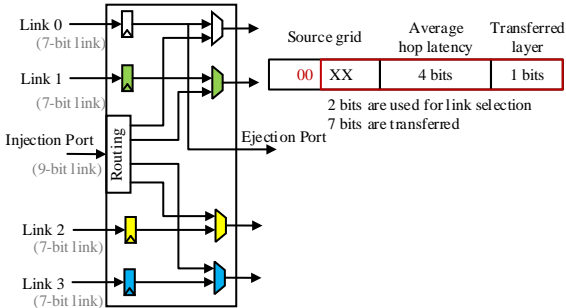 Link 0
(7-bit link)
Link 1
(7-bit link)
Injection Port
(9-bit link)
Routing
Link 2
(7-bit link)
Link 3
(7-bit link)
Ejection Port
Source grid
Average
hop latency
Transferred
layer
00 XX 4 bits 1 bits
2 bits are used for link selection
7 bits are transferred